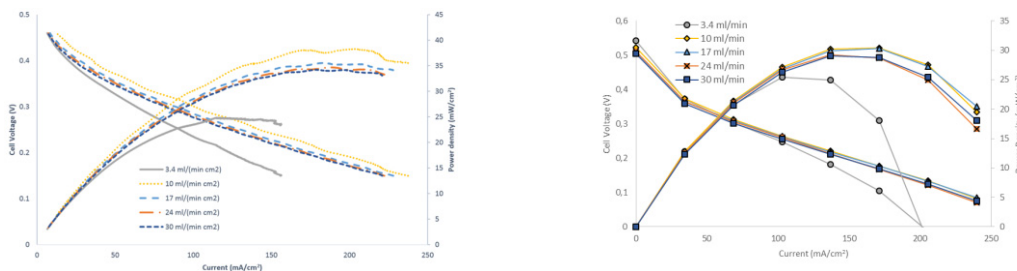 0.5
0.4
0.3
0.2
0.1
0
Cell Voltage (V)
45
40
35
30
25
20
15
10
5
0
Power density (mW/cm²)
3.4 ml/(min cm2)
10 ml/(min cm2)
17 ml/(min cm2)
24 ml/(min cm2)
30 ml/(min cm2)
0 50 100 150 200 250
Current (mA/cm²)
0,6
0,5
0,4
0,3
0,2
0,1
0
Cell Voltage(V)
3.4 ml/min
10 ml/min
17 ml/min
24 ml/min
30 ml/min
35
30
25
20
15
10
5
0
0 50 100 150 200 250
Current (mA/cm²)